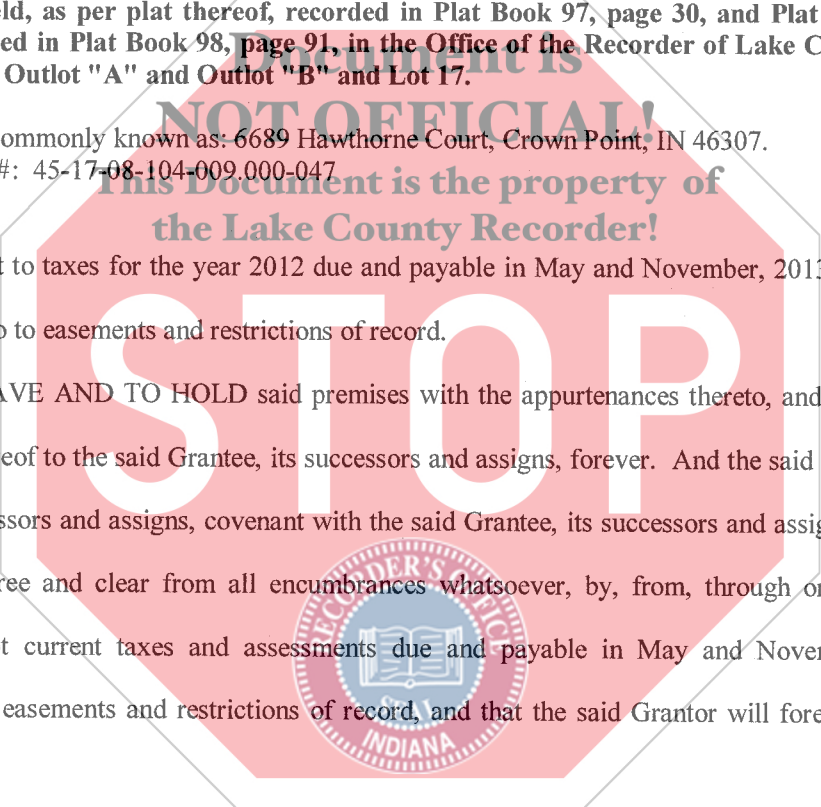 eld, as per plat thereof, recorded in Plat Book 97, page 30, and Plat
ed in Plat Book 98, page 91, in the Office of the Recorder of Lake C
Outlot "A" and Outlot "B" and Lot 17.
Document is
NOT OFFICIAL!
ommonly known as: 6689 Hawthorne Court, Crown Point, IN 46307.
#: 45-17-08-104-009.000-047
This Document is the property of
the Lake County Recorder!
t to taxes for the year 2012 due and payable in May and November, 2013
o to easements and restrictions of record.
STOP
AVE AND TO HOLD said premises with the appurtenances thereto, and
eof to the said Grantee, its successors and assigns, forever. And the said
ssors and assigns, covenant with the said Grantee, its successors and assig
ree and clear from all encumbrances whatsoever, by, from, through or
t current taxes and assessments due and payable in May and Nove
easements and restrictions of record, and that the said Grantor will fore
RECORDER'S OFFICE
SEAL
INDIANA